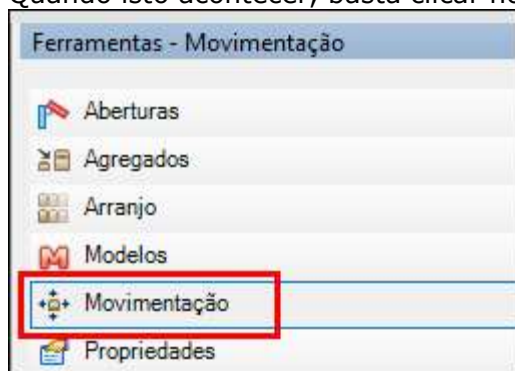 Quando isto acontecer, basta clicar no
Ferramentas - Movimentação
Aberturas
Agregados
Arranjo
Modelos
Movimentação
Propriedades